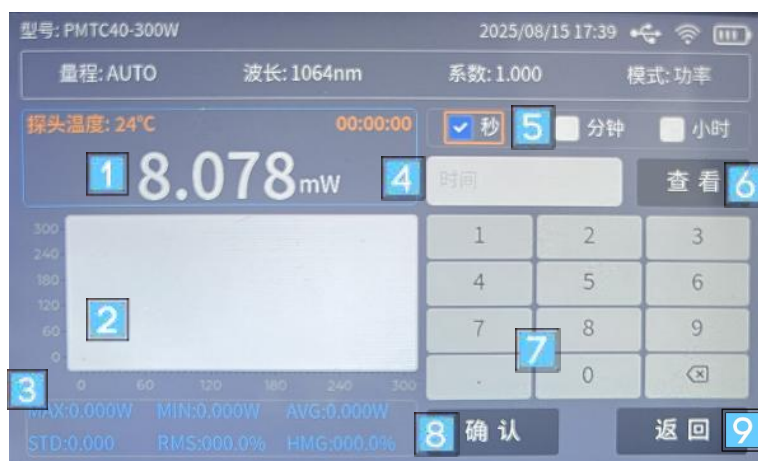 型号: PMTC40-300W 2025/08/15 17:39
量程: AUTO 波长: 1064nm 系数: 1.000 模式: 功率
探头温度: 24℃ 00:00:00
秒 5 分钟 小时
1 8.078mW
4 时间 查看 6
300
240
180
120
60
0
2
0 60 120 180 240 300
1 2 3
4 5 6
7 8 9
7
. 0
3
MAX:0.000W MIN:0.000W AVG:0.000W
STD:0.000 RMS:000.0% HMG:000.0%
8 确认 返回 9